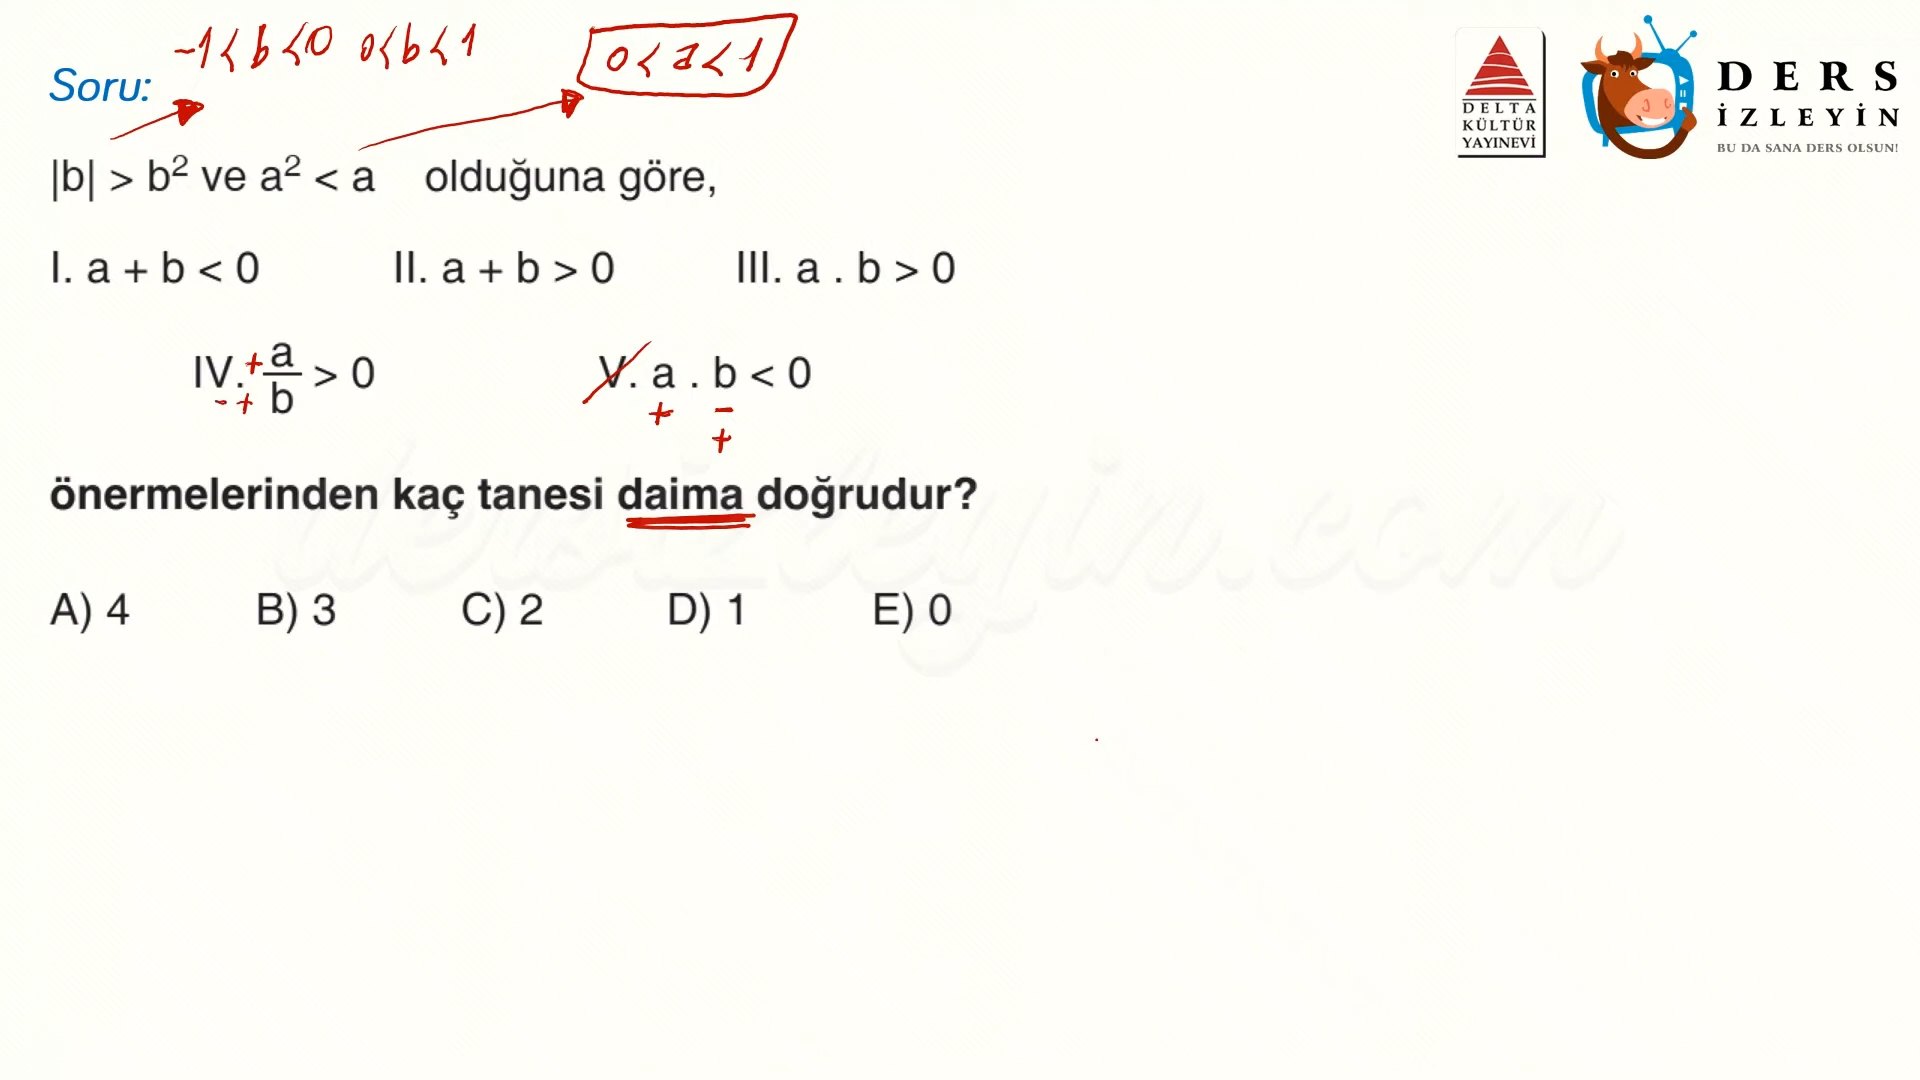 -1 < b < 0 0 < b < 1
0 < a < 1
Soru:
|b| > b² ve a² < a olduğuna göre,
I. a + b < 0 II. a + b > 0 III. a . b > 0
IV. + a/b > 0 V. a . b < 0
- +
+ -
+
önermelerinden kaç tanesi daima doğrudur?
A) 4 B) 3 C) 2 D) 1 E) 0
DELTA
KÜLTÜR
YAYINEVİ
DERS
İZLEYİN
BU DA SANA DERS OLSUN!
dersizleyin.com